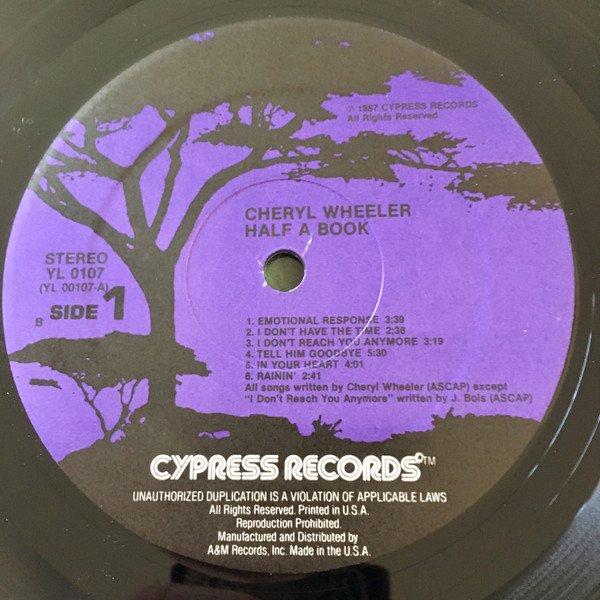 ℗ 1987 CYPRESS RECORDS
All Rights Reserved
CHERYL WHEELER
HALF A BOOK
STEREO
YL 0107
(YL 00107-A)
B SIDE 1
1. EMOTIONAL RESPONSE 3:39
2. I DON'T HAVE THE TIME 2:36
3. I DON'T REACH YOU ANYMORE 3:19
4. TELL HIM GOODBYE 5:30
5. IN YOUR HEART 4:01
6. RAININ' 2:41
All songs written by Cheryl Wheeler (ASCAP) except
"I Don't Reach You Anymore" written by J. Bois (ASCAP)
CYPRESS RECORDS©™
UNAUTHORIZED DUPLICATION IS A VIOLATION OF APPLICABLE LAWS
All Rights Reserved. Printed in U.S.A.
Reproduction Prohibited.
Manufactured and Distributed by
A&M Records, Inc. Made in the U.S.A.